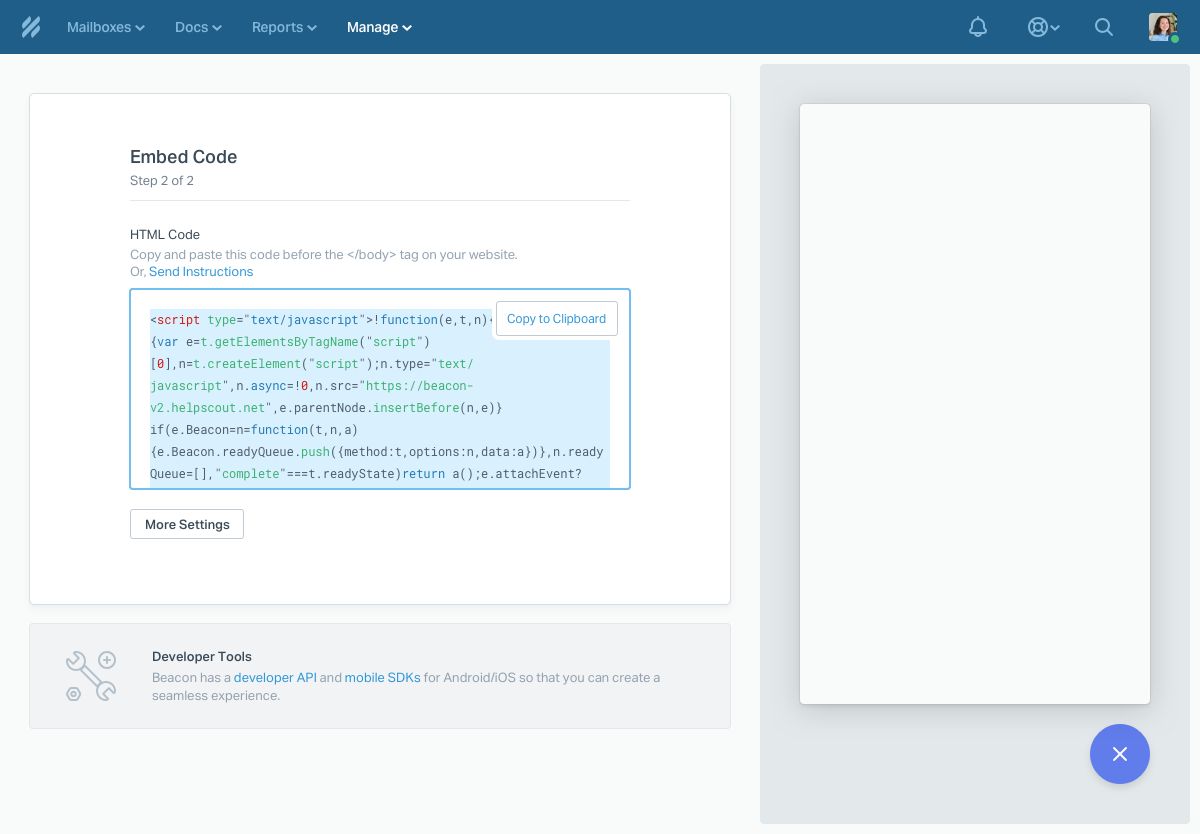 Mailboxes Docs Reports Manage
Embed Code
Step 2 of 2
HTML Code
Copy and paste this code before the </body> tag on your website.
Or, Send Instructions
Copy to Clipboard
<script type="text/javascript">!function(e,t,n)
{var e=t.getElementsByTagName("script")
[0],n=t.createElement("script");n.type="text/
javascript",n.async=!0,n.src="https://beacon-
v2.helpscout.net",e.parentNode.insertBefore(n,e)}
if(e.Beacon=n=function(t,n,a)
{e.Beacon.readyQueue.push({method:t,options:n,data:a})},n.ready
Queue=[],"complete"===t.readyState)return a();e.attachEvent?
More Settings
Developer Tools
Beacon has a developer API and mobile SDKs for Android/iOS so that you can create a
seamless experience.